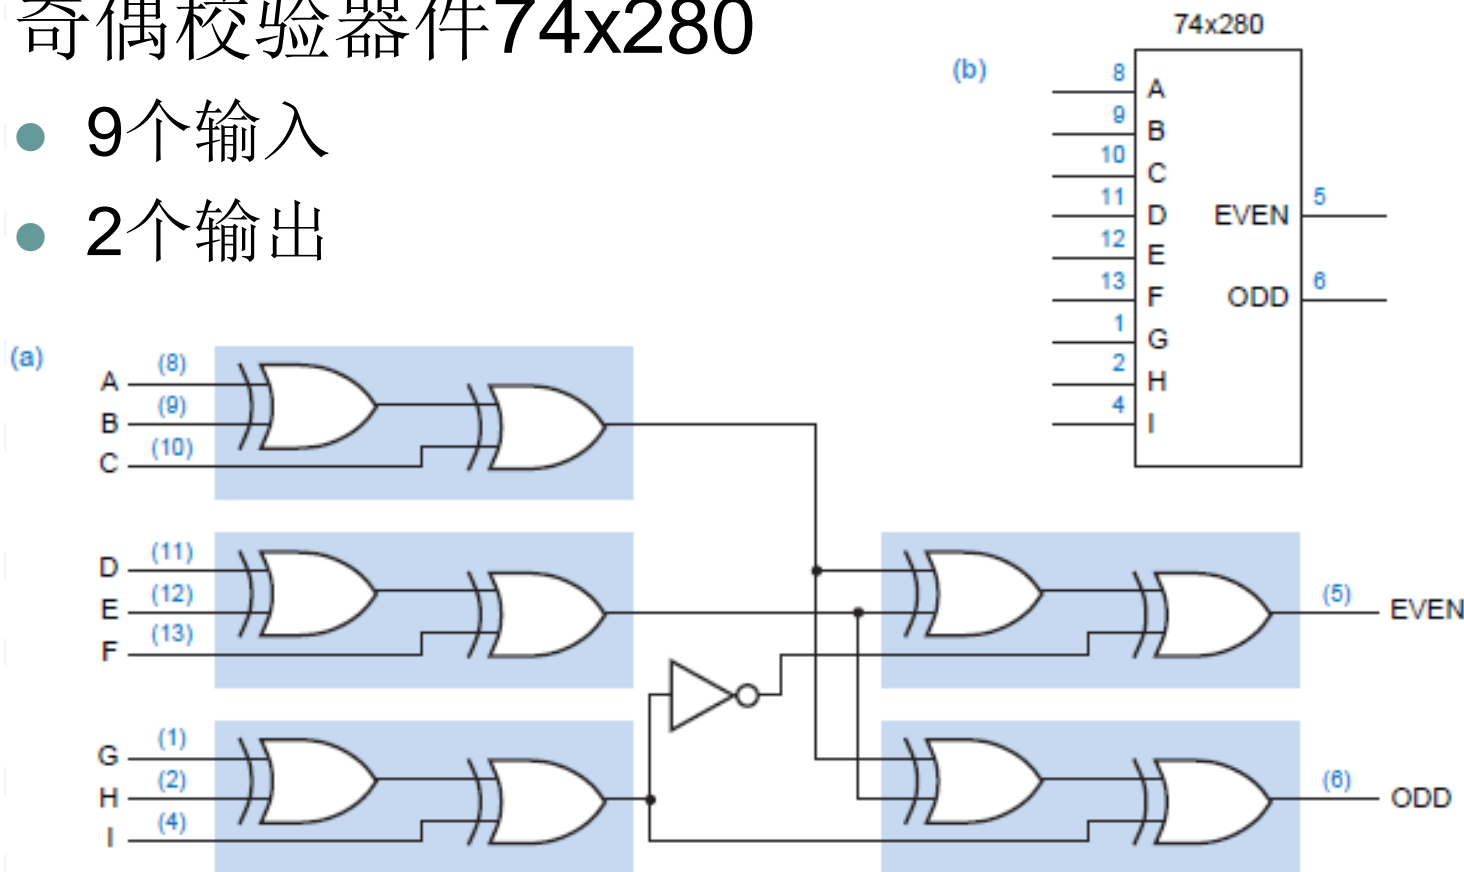 奇偶校验器件74x280
9个输入
2个输出
(b)
74x280
8 A
9 B
10 C
11 D
12 E
13 F
1 G
2 H
4 I
EVEN 5
ODD 6
(a)
A (8)
B (9)
C (10)
D (11)
E (12)
F (13)
G (1)
H (2)
I (4)
(5) EVEN
(6) ODD